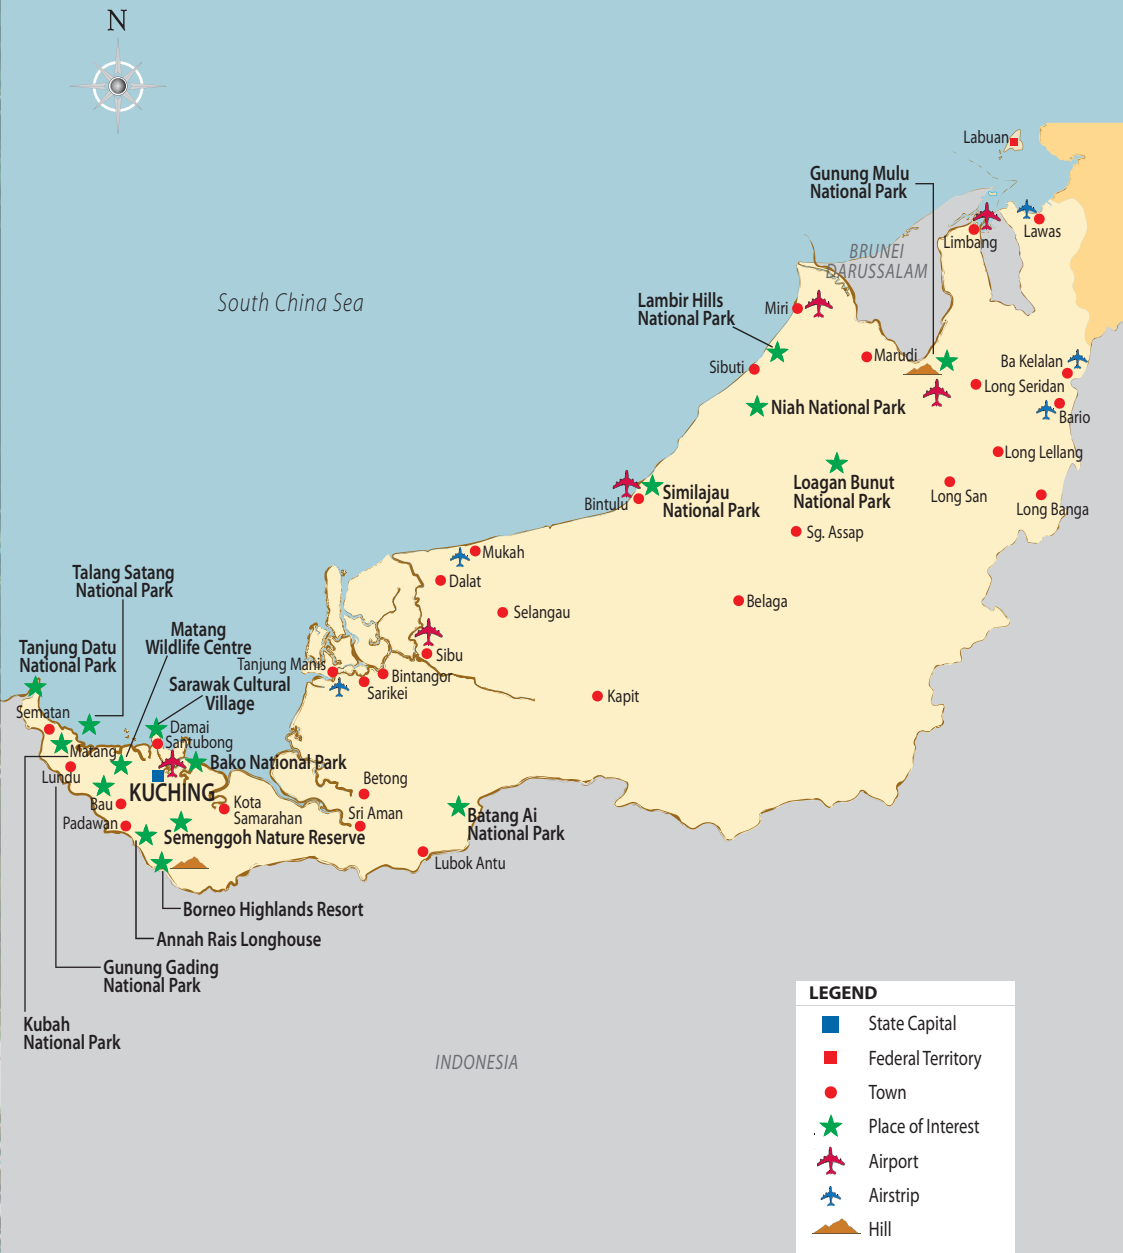 N
Labuan
Gunung Mulu
National Park
Lawas
Limbang
BRUNEI
DARUSSALAM
South China Sea
Lambir Hills
National Park
Miri
Marudi
Ba Kelalan
Sibuti
Long Seridan
Niah National Park
Bario
Long Lellang
Loagan Bunut
National Park
Similajau
National Park
Bintulu
Long San
Long Banga
Sg. Assap
Mukah
Dalat
Talang Satang
National Park
Belaga
Selangau
Matang
Wildlife Centre
Tanjung Datu
National Park
Sibu
Tanjung Manis
Bintangor
Sarikei
Sarawak Cultural
Village
Kapit
Sematan
Damai
Santubong
Matang
Bako National Park
Lundu
KUCHING
Betong
Bau
Kota
Samarahan
Sri Aman
Padawan
Batang Ai
National Park
Semenggoh Nature Reserve
Lubok Antu
Borneo Highlands Resort
Annah Rais Longhouse
Gunung Gading
National Park
Kubah
National Park
INDONESIA
LEGEND
State Capital
Federal Territory
Town
Place of Interest
Airport
Airstrip
Hill